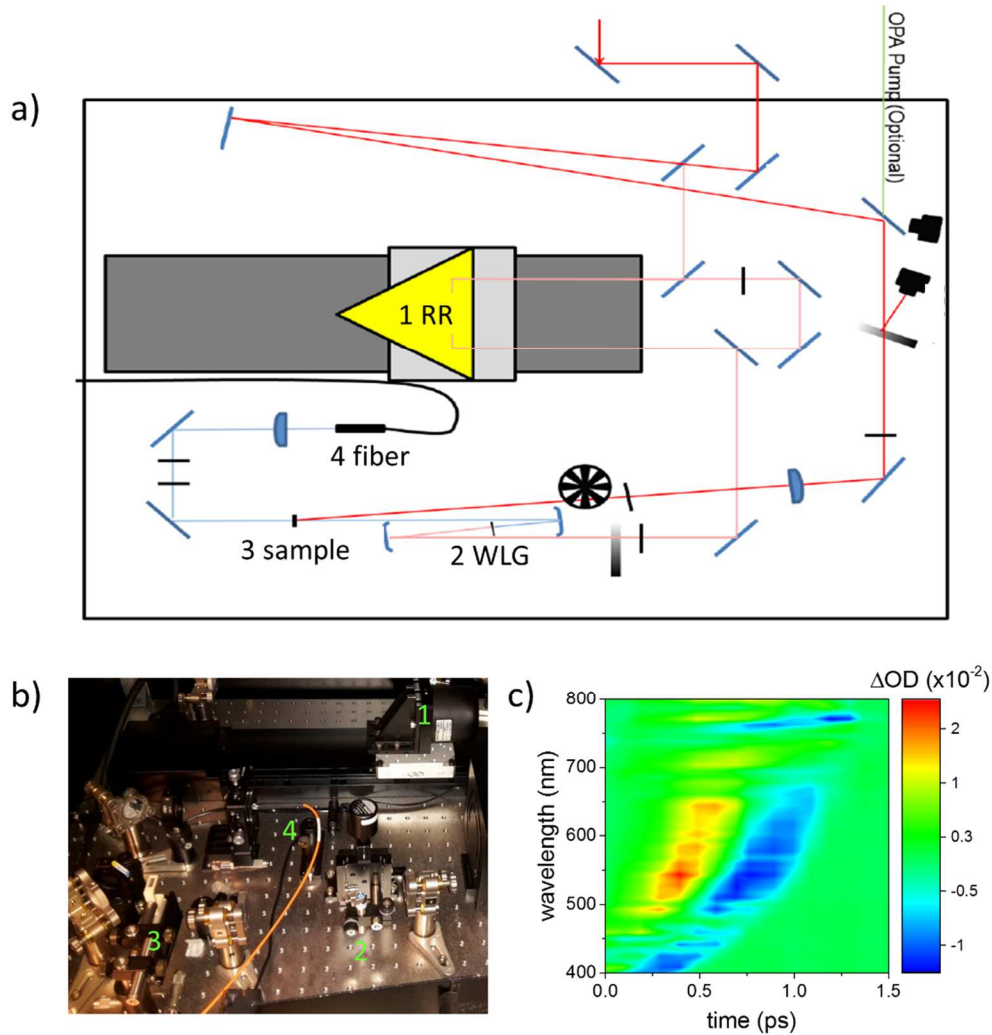 a)
OPA Pump (Optional)
1 RR
4 fiber
3 sample
2 WLG
b)
1
4
3
2
c)
ΔOD (x10⁻²)
800
700
600
500
400
wavelength (nm)
0.0
0.5
1.0
1.5
time (ps)
2
1
0.3
-0.5
-1